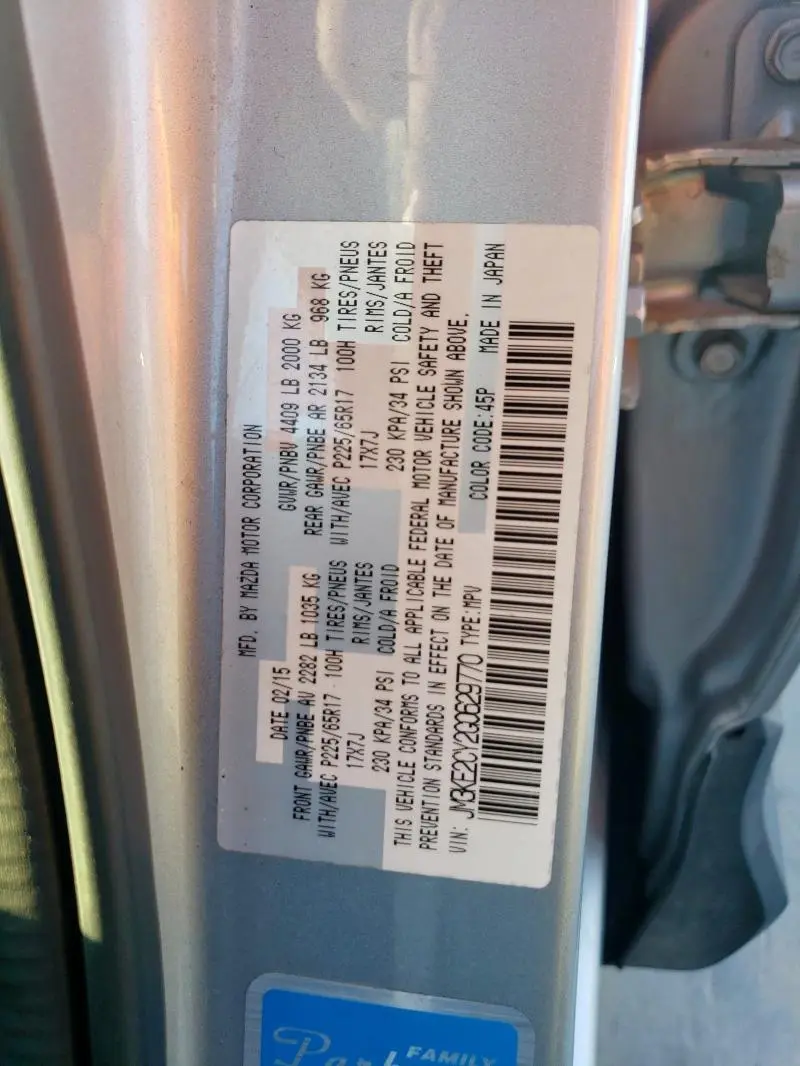 MFD. BY MAZDA MOTOR CORPORATION
DATE 02/15 GVWR/PNBV 4409 LB 2000 KG
FRONT GAWR/PNBE AV 2282 LB 1035 KG REAR GAWR/PNBE AR 2134 LB 968 KG
WITH/AVEC P225/65R17 100H TIRES/PNEUS WITH/AVEC P225/65R17 100H TIRES/PNEUS
17X7J RIMS/JANTES 17X7J RIMS/JANTES
230 KPA/34 PSI COLD/A FROID 230 KPA/34 PSI COLD/A FROID
THIS VEHICLE CONFORMS TO ALL APPLICABLE FEDERAL MOTOR VEHICLE SAFETY AND THEFT
PREVENTION STANDARDS IN EFFECT ON THE DATE OF MANUFACTURE SHOWN ABOVE.
VIN: JM3KE2CY2G0629770 TYPE:MPV COLOR CODE:45P MADE IN JAPAN
FAMILY